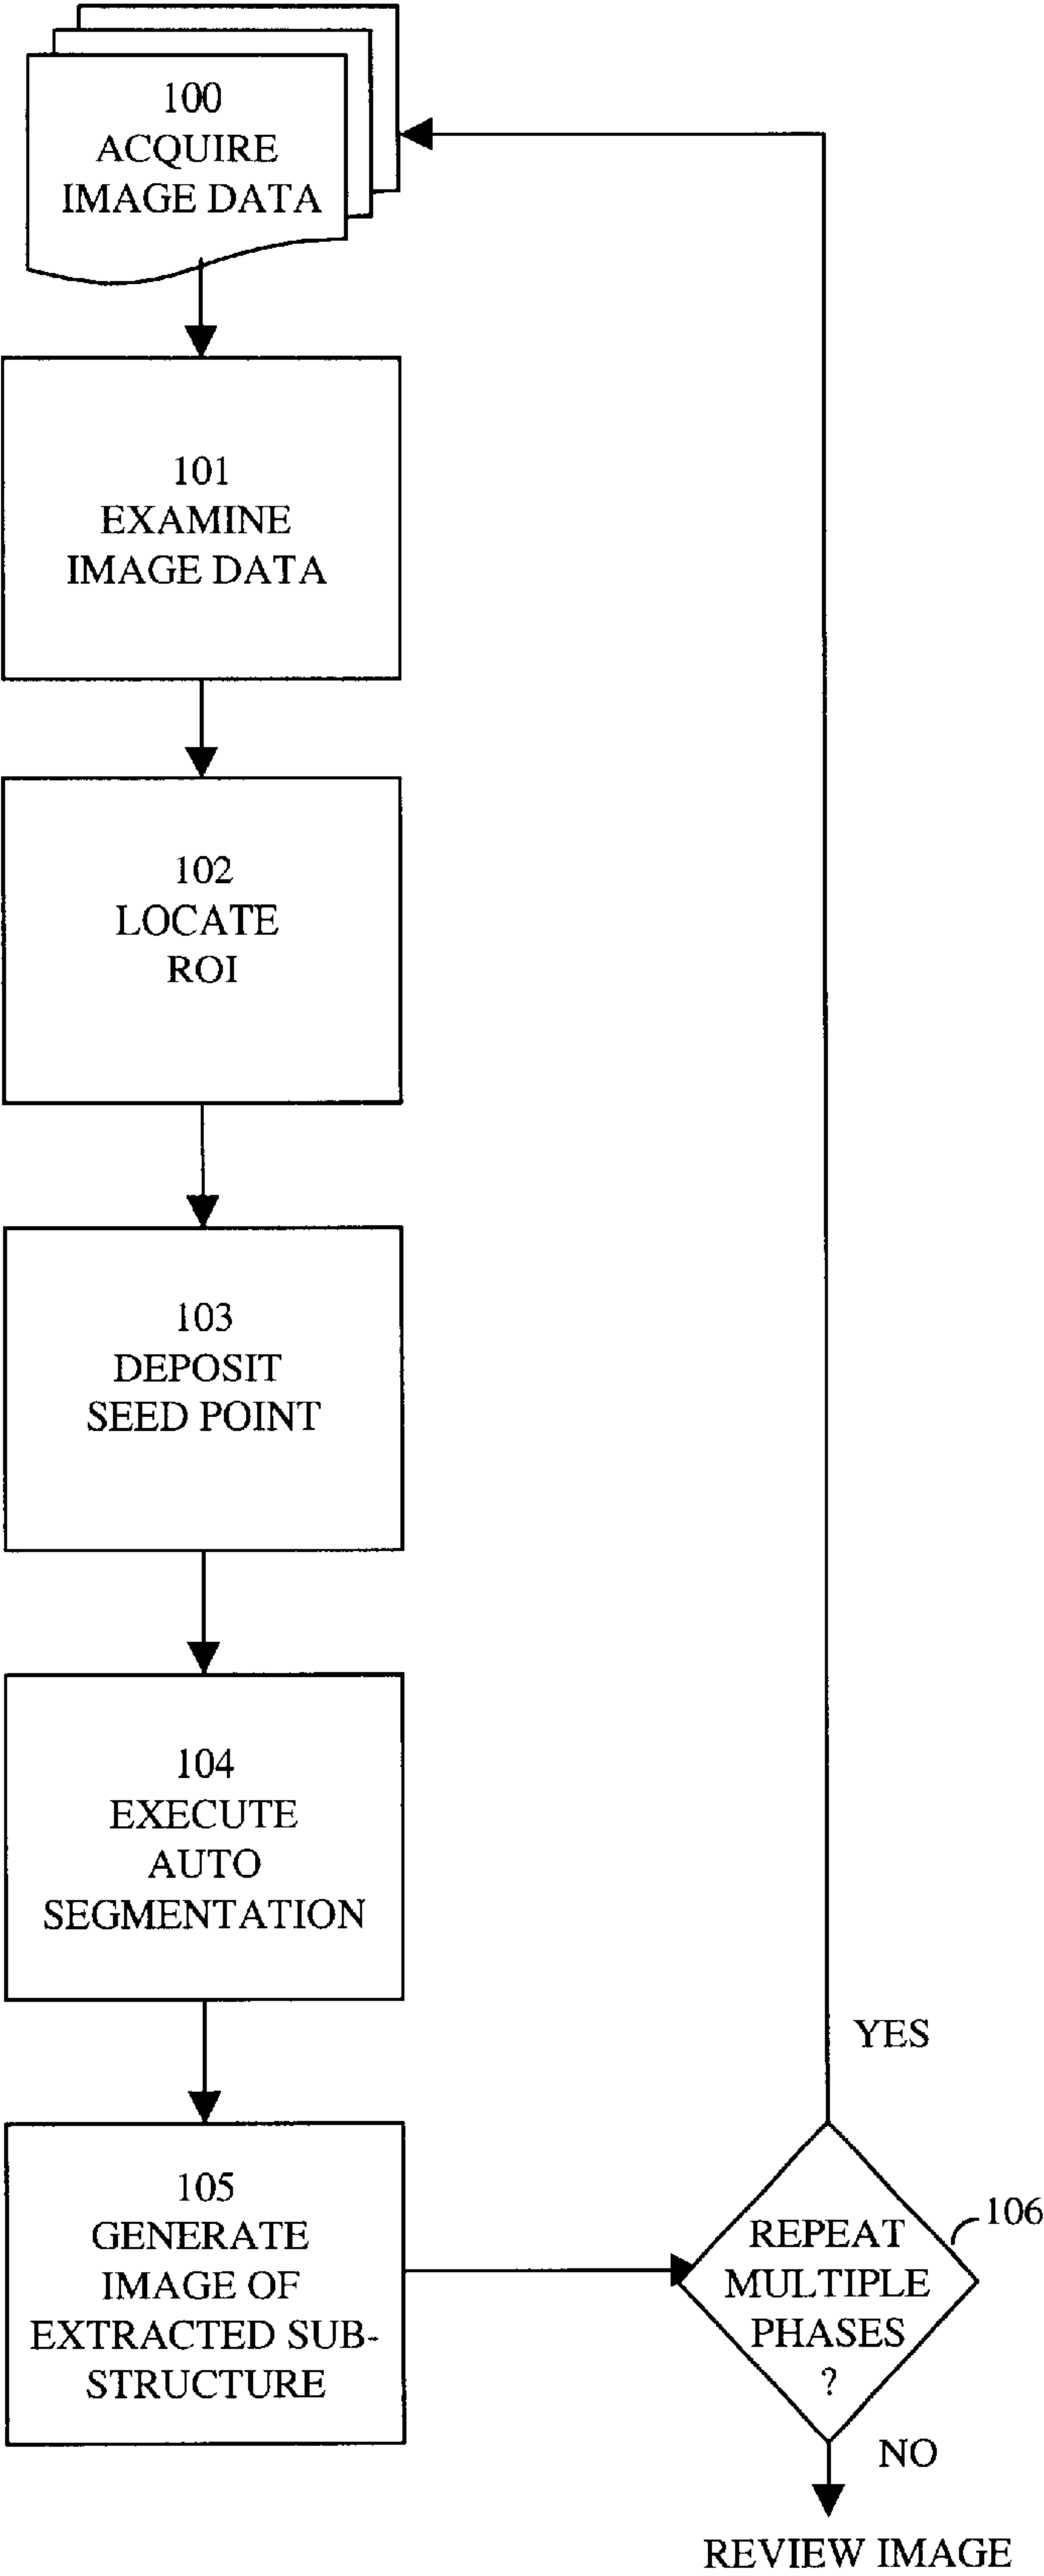 100
ACQUIRE
IMAGE DATA
101
EXAMINE
IMAGE DATA
102
LOCATE
ROI
103
DEPOSIT
SEED POINT
104
EXECUTE
AUTO
SEGMENTATION
105
GENERATE
IMAGE OF
EXTRACTED SUB-
STRUCTURE
YES
106
REPEAT
MULTIPLE
PHASES
?
NO
REVIEW IMAGE